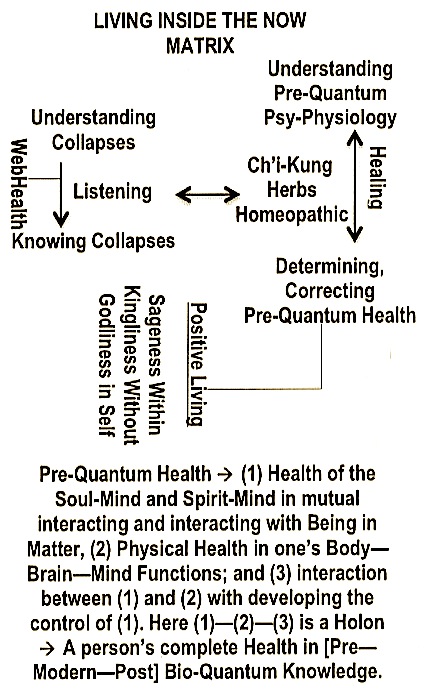 LIVING INSIDE THE NOW
MATRIX
Understanding
Pre-Quantum
Psy-Physiology
Understanding
Collapses
WebHealth
Listening
Knowing Collapses
Ch'i-Kung
Herbs
Homeopathic
Healing
Determining,
Correcting
Pre-Quantum Health
Positive Living
Sageness Within
Kingliness Without
Godliness in Self
Pre-Quantum Health → (1) Health of the
Soul-Mind and Spirit-Mind in mutual
interacting and interacting with Being in
Matter, (2) Physical Health in one's Body—
Brain—Mind Functions; and (3) interaction
between (1) and (2) with developing the
control of (1). Here (1)—(2)—(3) is a Holon
→ A person's complete Health in [Pre—
Modern—Post] Bio-Quantum Knowledge.